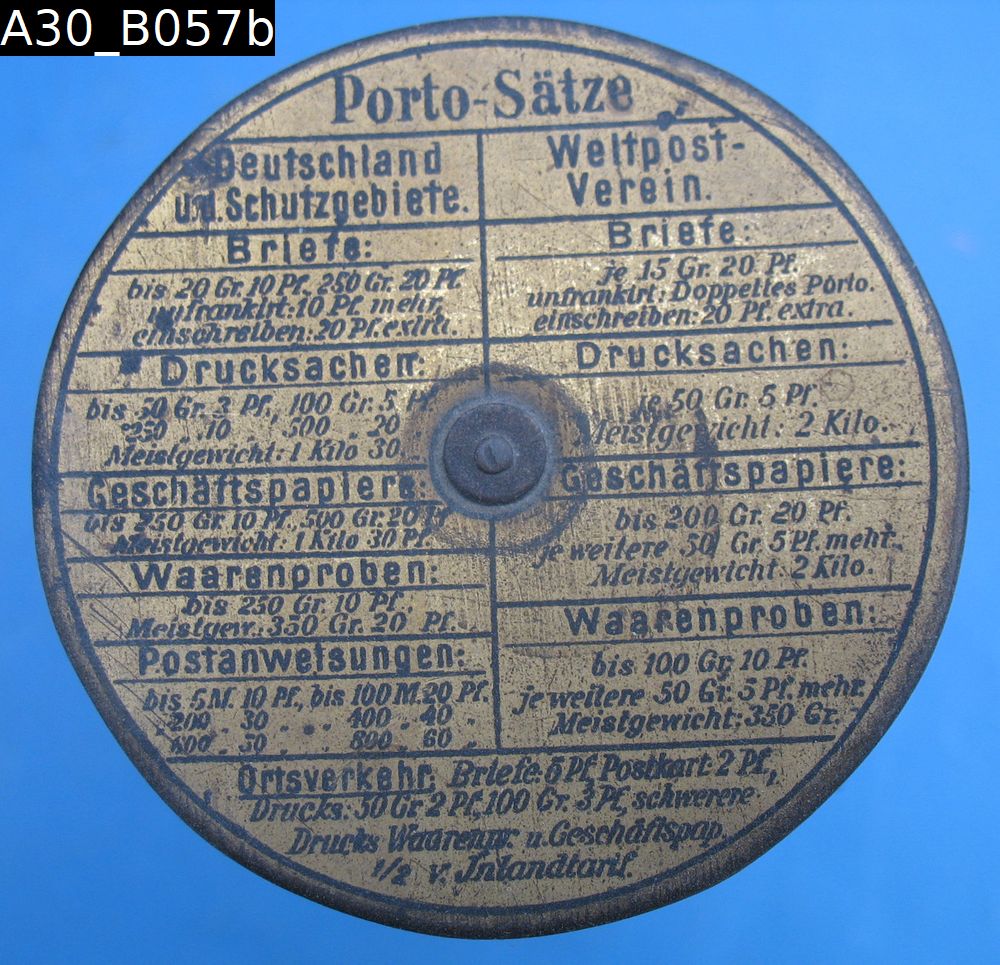 A30_B057b
Porto-Sätze
Deutschland
u.d.Schutzgebiete.
Briefe:
bis 20 Gr. 10 Pf. 250 Gr. 20 Pf.
unfrankirt: 10 Pf. mehr,
einschreiben: 20 Pf. extra.
Drucksachen:
bis 50 Gr. 3 Pf., 100 Gr. 5 Pf.
250 „ 10 „ 500 „ 20 „
Meistgewicht: 1 Kilo 30 „
Geschäftspapiere:
bis 250 Gr. 10 Pf., 500 Gr. 20 Pf.
Meistgewicht: 1 Kilo 30 Pf.
Waarenproben:
bis 250 Gr. 10 Pf.
Meistgew.: 350 Gr. 20 Pf.
Postanweisungen:
bis 5 M. 10 Pf., bis 100 M. 20 Pf.
200 „ 30 „ „ 400 „ 40 „
600 „ 50 „ „ 800 „ 60 „
Weltpost-
Verein.
Briefe:
je 15 Gr. 20 Pf.
unfrankirt: Doppeltes Porto.
einschreiben: 20 Pf. extra.
Drucksachen:
je 50 Gr. 5 Pf.
Meistgewicht: 2 Kilo.
Geschäftspapiere:
bis 200 Gr. 20 Pf.
je weitere 50 Gr. 5 Pf. mehr.
Meistgewicht: 2 Kilo.
Waarenproben:
bis 100 Gr. 10 Pf.
je weitere 50 Gr. 5 Pf. mehr.
Meistgewicht: 350 Gr.
Ortsverkehr: Briefe: 5 Pf., Postkart: 2 Pf.,
Drucks: 50 Gr 2 Pf., 100 Gr. 3 Pf., schwerere
Drucks Waarenpr. u. Geschäftspap.
1/2 v. Inlandtarif.